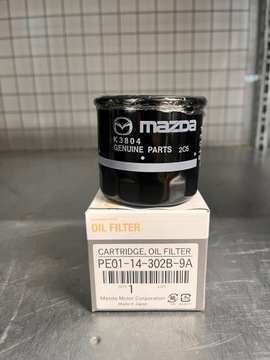 mazda
K3804
GENUINE PARTS 2C5
OIL FILTER
CARTRIDGE, OIL FILTER
PE01-14-302B-9A
QTY
1
Mazda Motor Corporation
Made in Japan